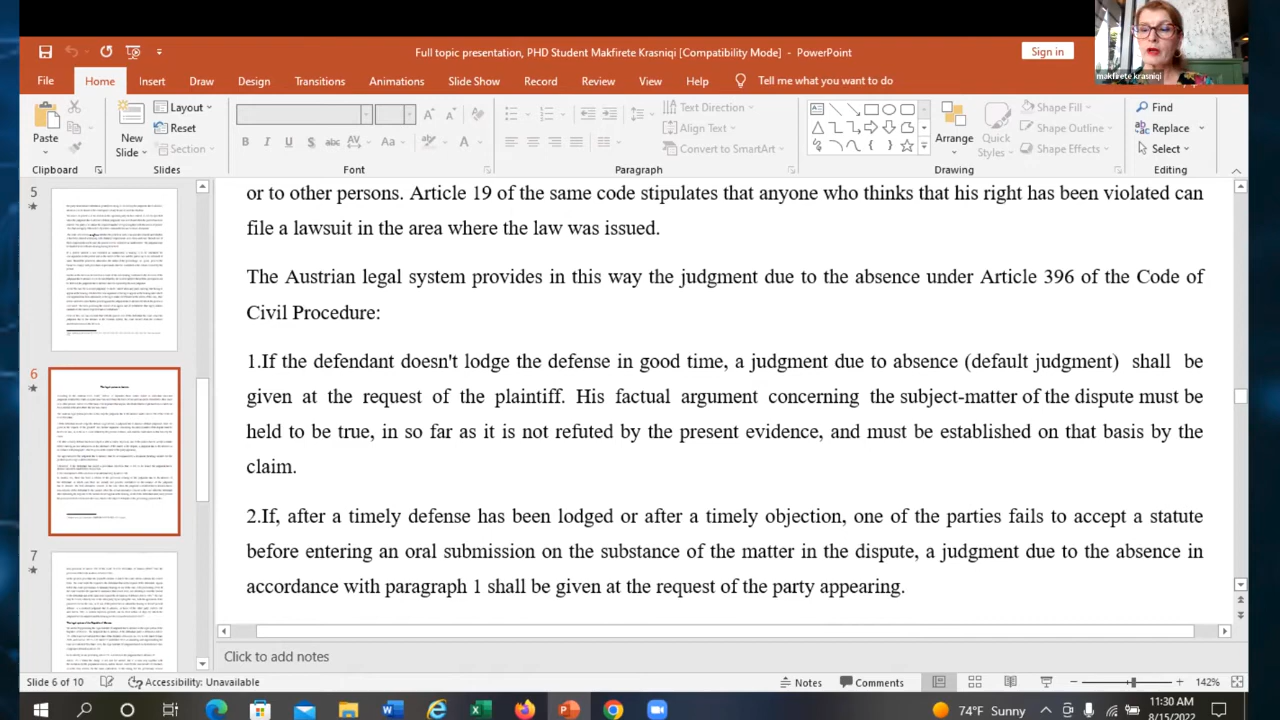 makfirete krasniqi
Full topic presentation, PHD Student Makfirete Krasniqi [Compatibility Mode] - PowerPoint
Sign in
File Home Insert Draw Design Transitions Animations Slide Show Record Review View Help Tell me what you want to do
Paste
Clipboard
New
Slide
Layout
Reset
Section
Slides
Font
Text Direction
Align Text
Convert to SmartArt
Paragraph
Arrange
Quick
Styles
Shape Fill
Shape Outline
Shape Effects
Drawing
Find
Replace
Select
Editing
5
6
7
or to other persons. Article 19 of the same code stipulates that anyone who thinks that his right has been violated can
file a lawsuit in the area where the law was issued.
The Austrian legal system provides in this way the judgment due to the absence under Article 396 of the Code of
Civil Procedure:
1.If the defendant doesn't lodge the defense in good time, a judgment due to absence (default judgment) shall be
given at the request of the plaintiff. His factual argument concerning the subject-matter of the dispute must be
held to be true, in so far as it is not refuted by the present evidence, and must be established on that basis by the
claim.
2.If, after a timely defense has been lodged or after a timely objection, one of the parties fails to accept a statute
before entering an oral submission on the substance of the matter in the dispute, a judgment due to the absence in
accordance with paragraph 1 shall be given, at the request of the party appearing.
Click to add notes
Slide 6 of 10 Accessibility: Unavailable Notes Comments 142%
74°F Sunny
11:30 AM
8/15/2022